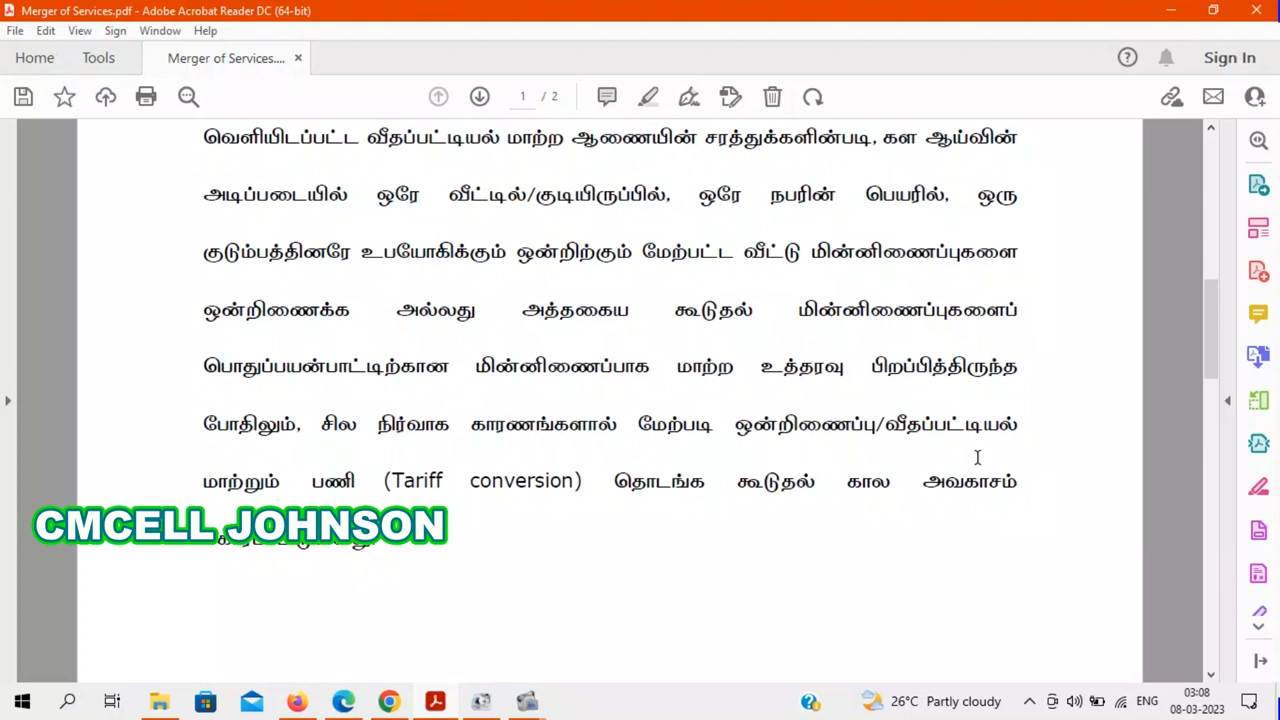 Merger of Services.pdf - Adobe Acrobat Reader DC (64-bit)
File Edit View Sign Window Help
Home Tools Merger of Services.... × Sign In
1 / 2
வெளியிடப்பட்ட வீதப்பட்டியல் மாற்ற ஆணையின் சரத்துக்களின்படி, கள ஆய்வின்
அடிப்படையில் ஒரே வீட்டில்/குடியிருப்பில், ஒரே நபரின் பெயரில், ஒரு
குடும்பத்தினரே உபயோகிக்கும் ஒன்றிற்கும் மேற்பட்ட வீட்டு மின்னிணைப்புகளை
ஒன்றிணைக்க அல்லது அத்தகைய கூடுதல் மின்னிணைப்புகளைப்
பொதுப்பயன்பாட்டிற்கான மின்னிணைப்பாக மாற்ற உத்தரவு பிறப்பித்திருந்த
போதிலும், சில நிர்வாக காரணங்களால் மேற்படி ஒன்றிணைப்பு/வீதப்பட்டியல்
மாற்றும் பணி (Tariff conversion) தொடங்க கூடுதல் கால அவகாசம்
CMCELL JOHNSON
26°C Partly cloudy ENG 03:08
08-03-2023